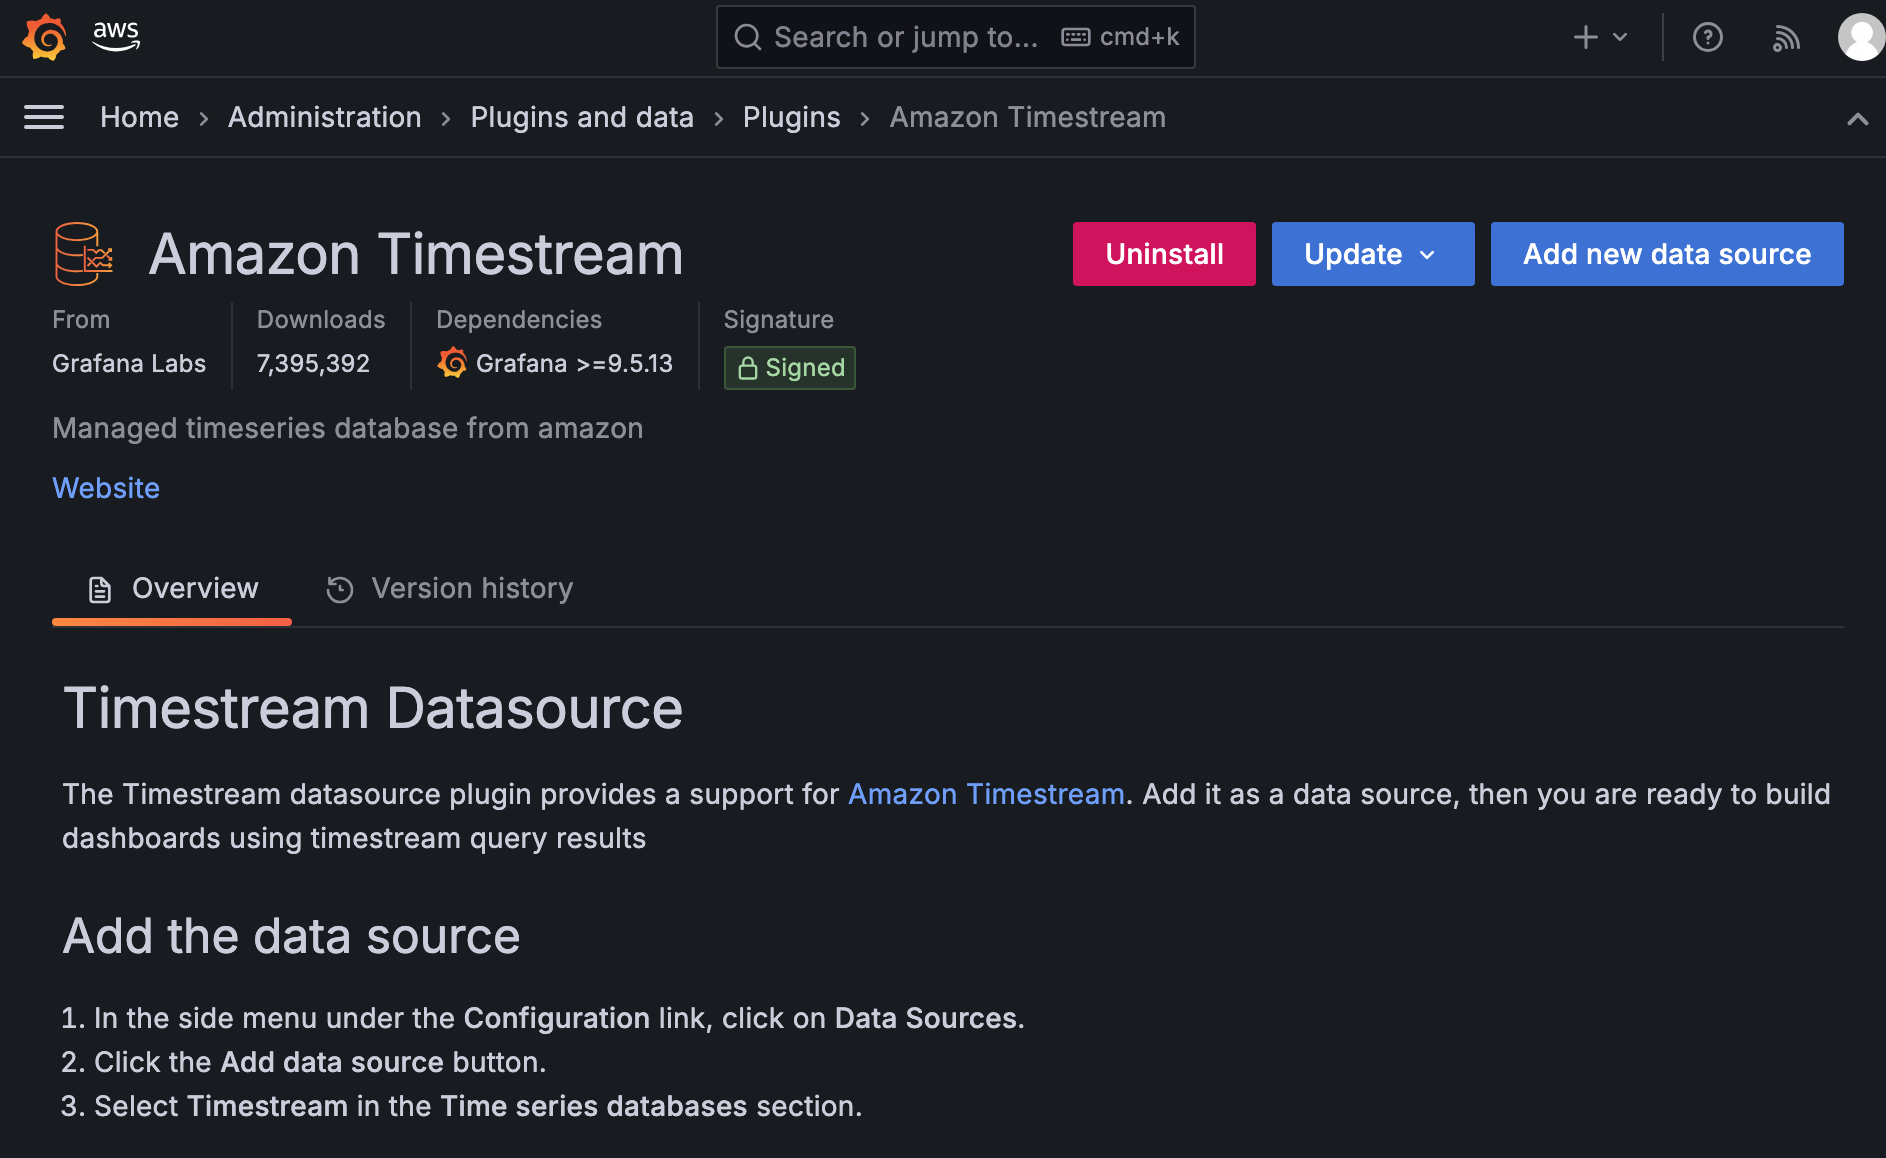 aws
Search or jump to... cmd+k
Home › Administration › Plugins and data › Plugins › Amazon Timestream
Amazon Timestream
Uninstall
Update
Add new data source
From
Downloads
Dependencies
Signature
Grafana Labs
7,395,392
Grafana >=9.5.13
Signed
Managed timeseries database from amazon
Website
Overview
Version history
Timestream Datasource
The Timestream datasource plugin provides a support for Amazon Timestream. Add it as a data source, then you are ready to build
dashboards using timestream query results
Add the data source
1. In the side menu under the Configuration link, click on Data Sources.
2. Click the Add data source button.
3. Select Timestream in the Time series databases section.